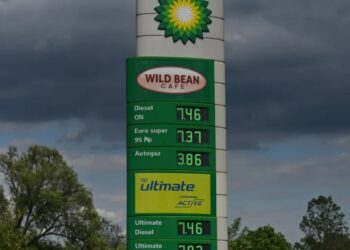 WILD BEAN
CAFE
Diesel
ON
7.46
Euro super
95 Pb
7.37
Autogaz
3.86
bp
ultimate
ACTIVE
Ultimate
Diesel
7.46
Ultimate